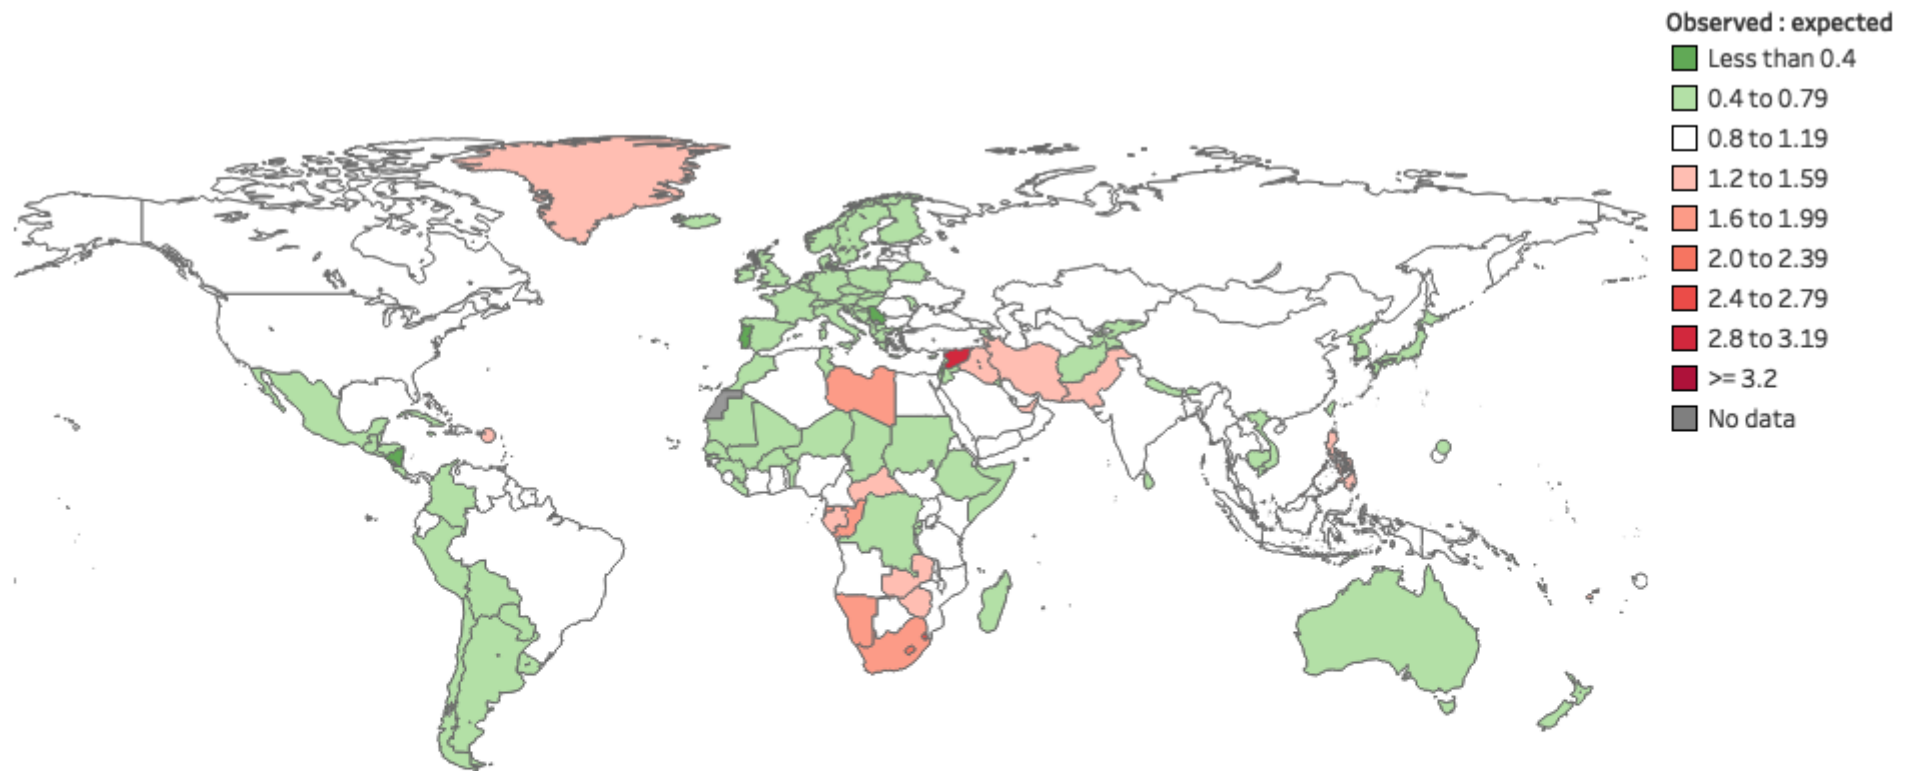 Observed : expected
Less than 0.4
0.4 to 0.79
0.8 to 1.19
1.2 to 1.59
1.6 to 1.99
2.0 to 2.39
2.4 to 2.79
2.8 to 3.19
>= 3.2
No data